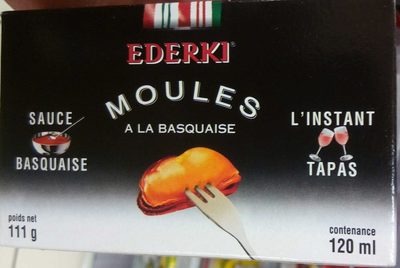 EDERKI®
MOULES
A LA BASQUAISE
SAUCE
BASQUAISE
L'INSTANT
TAPAS
poids net
111 g
contenance
120 ml